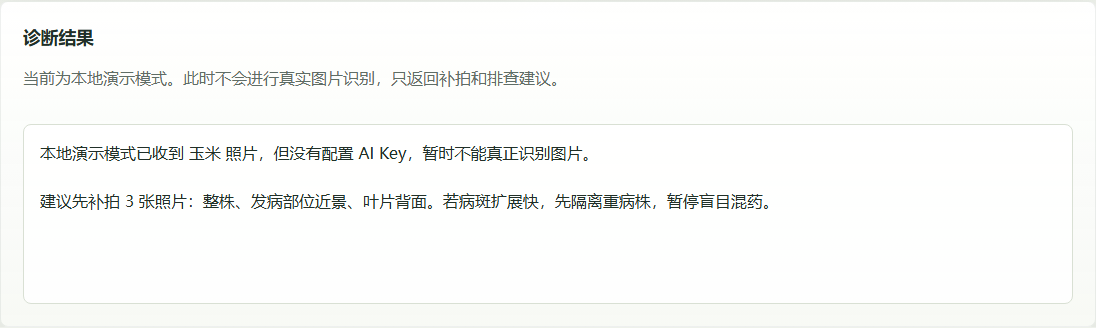 诊断结果
当前为本地演示模式。此时不会进行真实图片识别，只返回补拍和排查建议。
本地演示模式已收到 玉米 照片，但没有配置 AI Key，暂时不能真正识别图片。
建议先补拍 3 张照片：整株、发病部位近景、叶片背面。若病斑扩展快，先隔离重病株，暂停盲目混药。